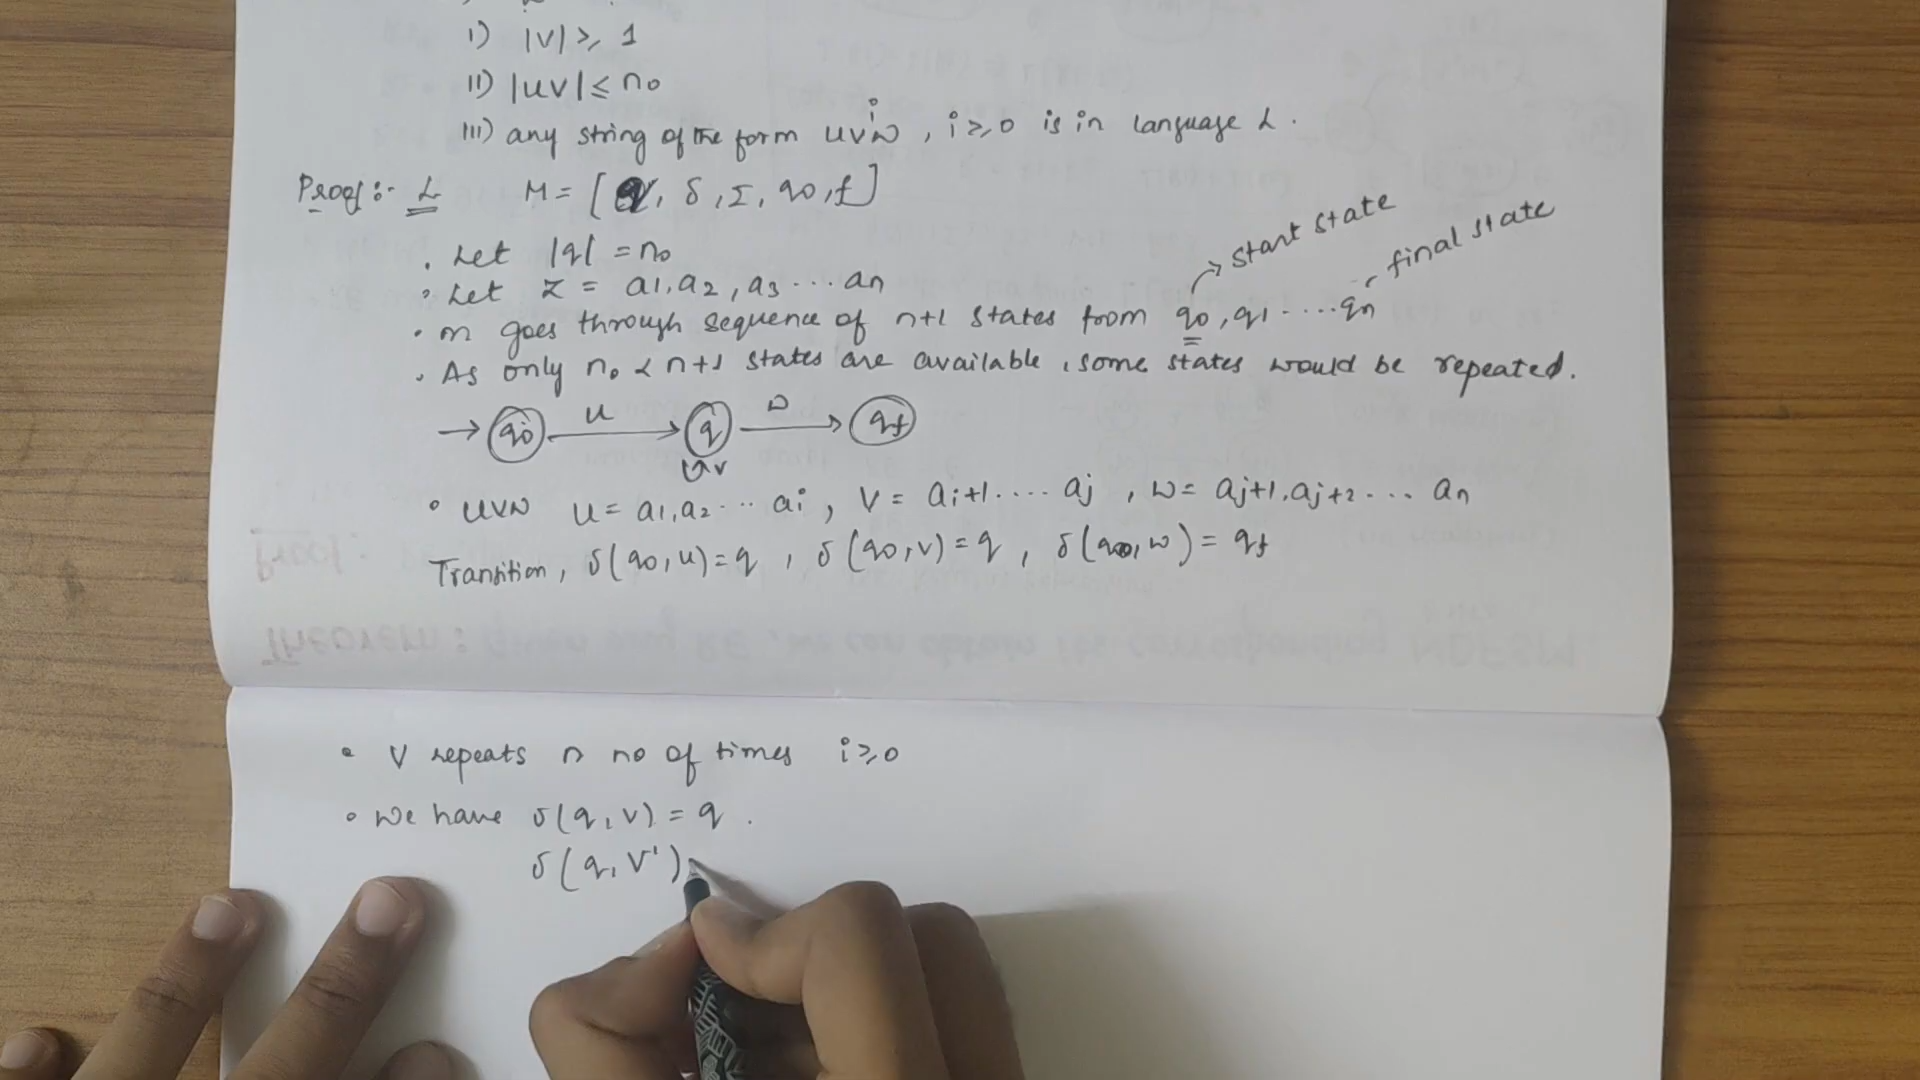 i) |v| ≥ 1
ii) |uv| ≤ n₀
iii) any string of the form uvⁱw, i ≥ 0 is in language L.
Proof:- L M = [q, δ, Σ, q0, f]
. Let |q| = n₀
. Let z = a1, a2, a3 ... an
. m goes through sequence of n+1 states from q0, q1 .... qn
start state
final state
. As only n₀ < n+1 states are available, some states would be repeated.
→ q0 u → q w → qf
v
• uvw u = a1, a2 ... ai, v = ai+1 .... aj, w = aj+1, aj+2 ... an
Transition, δ(q0, u) = q, δ(q0, v) = q, δ(q0, w) = qf
• v repeats n no of times i ≥ 0
• We have δ(q, v) = q.
δ(q, v')